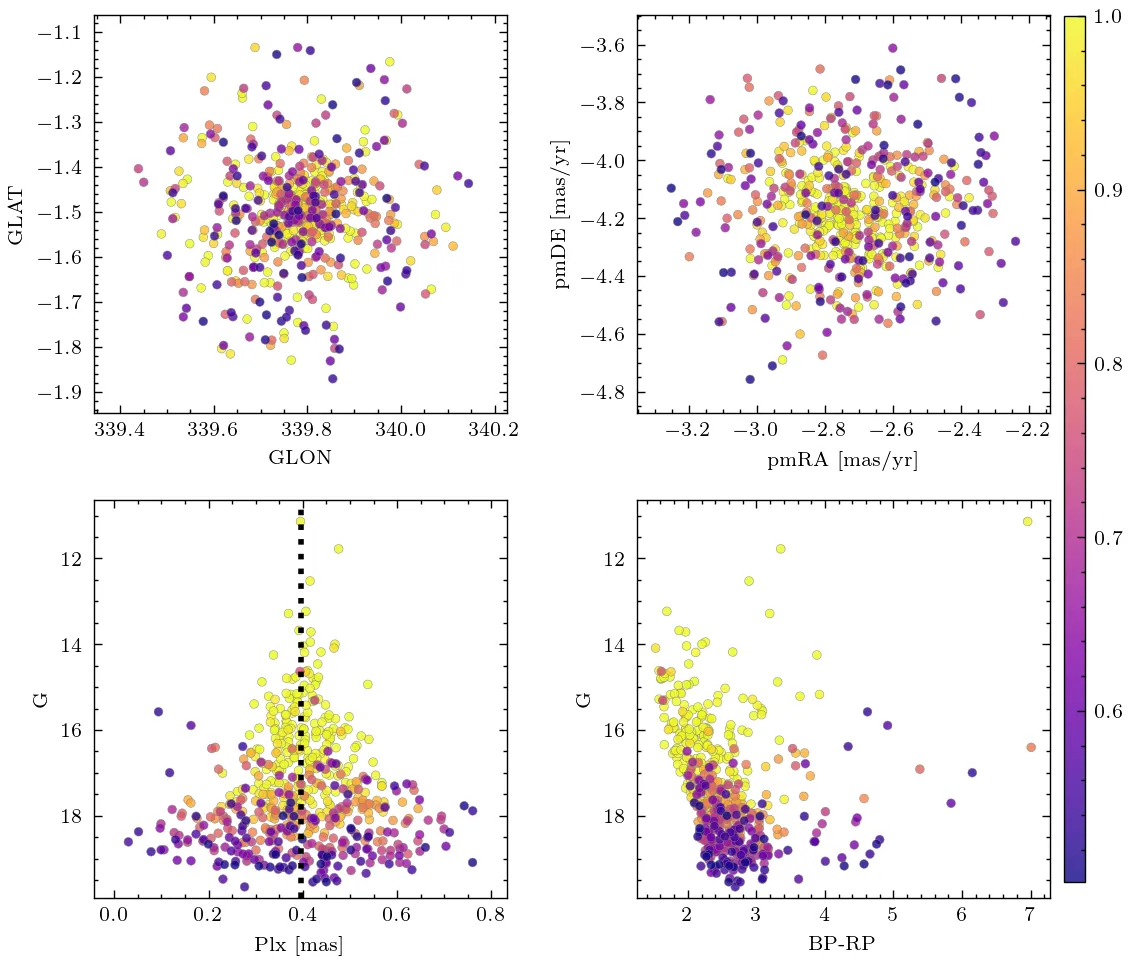 −1.1
−1.2
−1.3
−1.4
−1.5
−1.6
−1.7
−1.8
−1.9
GLAT
339.4 339.6 339.8 340.0 340.2
GLON
−3.6
−3.8
−4.0
−4.2
−4.4
−4.6
−4.8
pmDE [mas/yr]
−3.2 −3.0 −2.8 −2.6 −2.4 −2.2
pmRA [mas/yr]
12
14
16
18
G
0.0 0.2 0.4 0.6 0.8
Plx [mas]
12
14
16
18
G
2 3 4 5 6 7
BP-RP
1.0
0.9
0.8
0.7
0.6